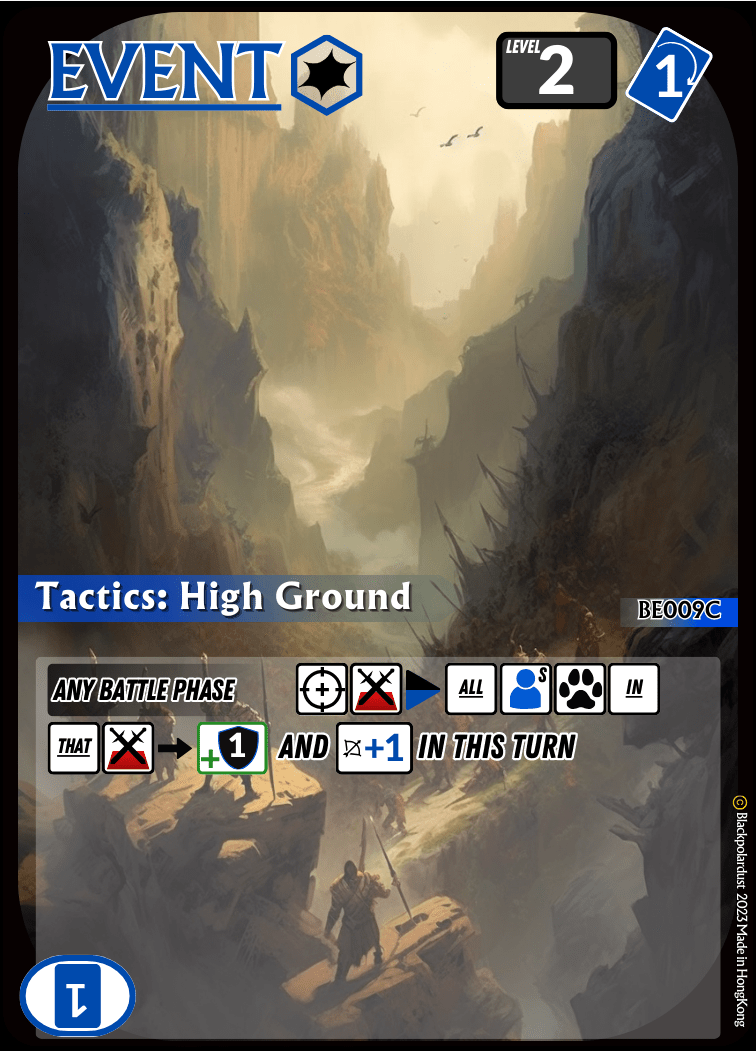 EVENT
LEVEL 2
1
Tactics: High Ground
BE009C
ANY BATTLE PHASE ALL S IN
THAT +1 AND +1 IN THIS TURN
© Blackpolardust 2023 Made in HongKong
1